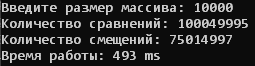 Введите размер массива: 10000
Количество сравнений: 100049995
Количество смещений: 75014997
Время работы: 493 ms